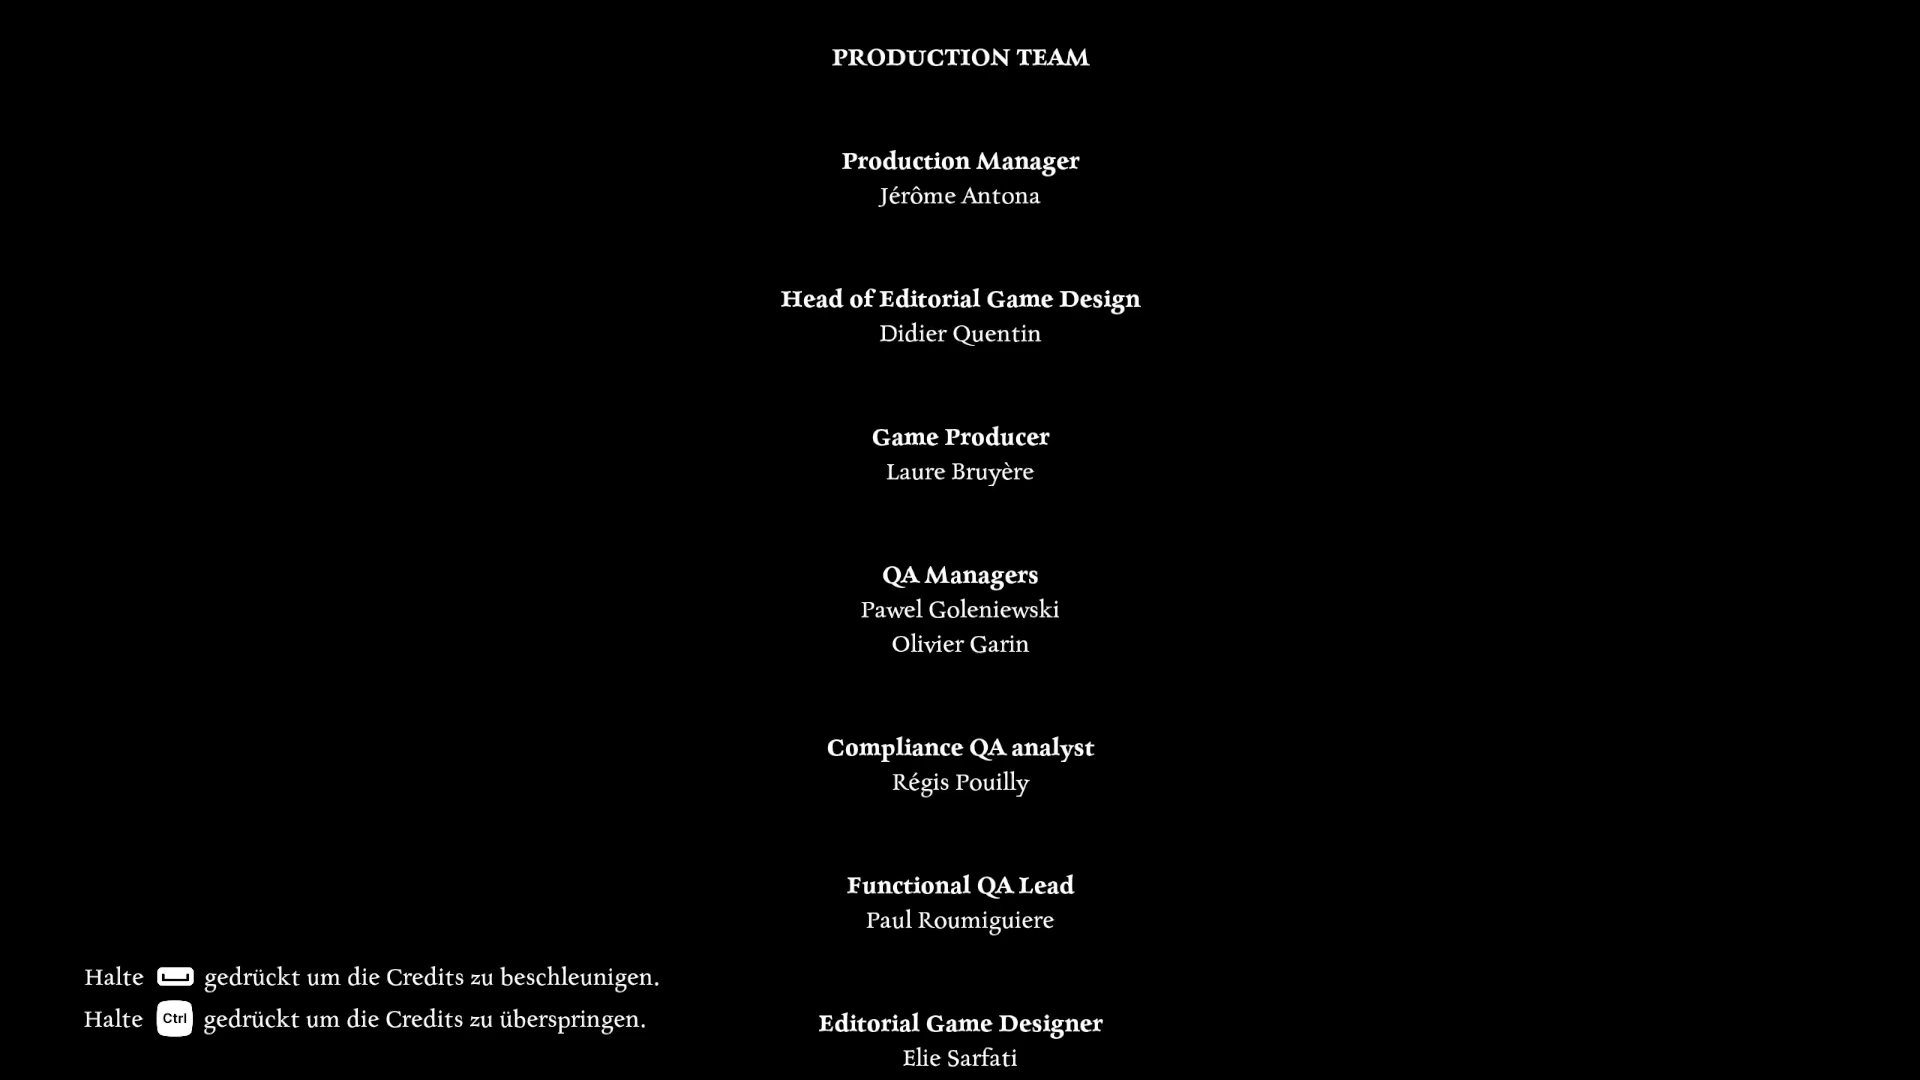 PRODUCTION TEAM
Production Manager
Jérôme Antona
Head of Editorial Game Design
Didier Quentin
Game Producer
Laure Bruyère
QA Managers
Pawel Goleniewski
Olivier Garin
Compliance QA analyst
Régis Pouilly
Functional QA Lead
Paul Roumiguiere
Editorial Game Designer
Elie Sarfati
Halte gedrückt um die Credits zu beschleunigen.
Halte Ctrl gedrückt um die Credits zu überspringen.